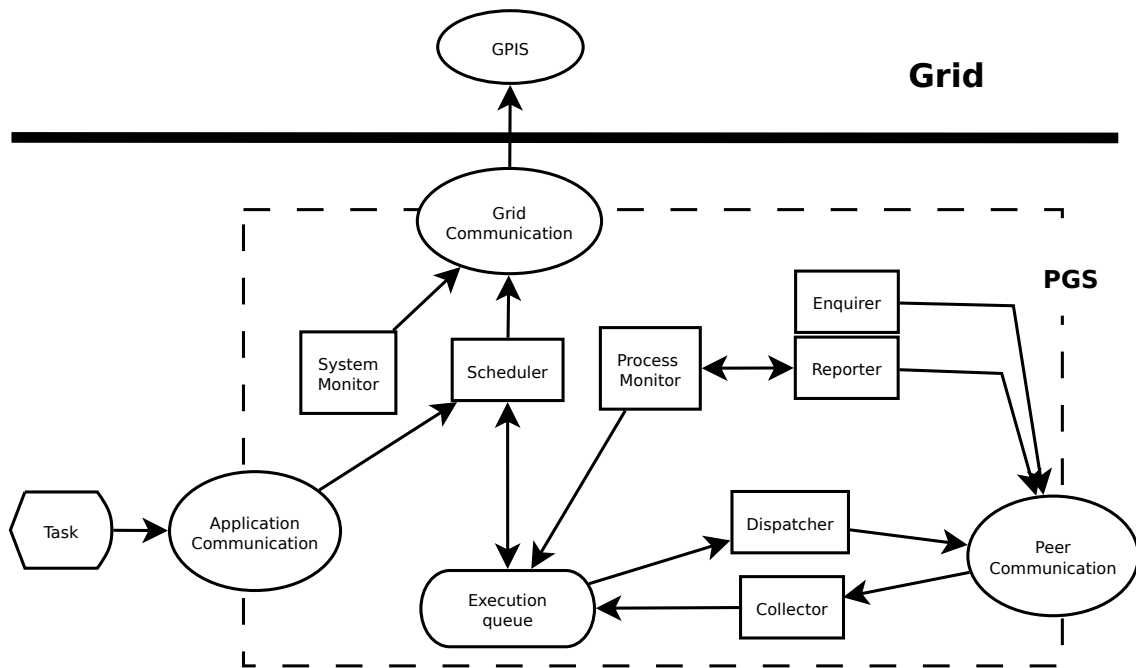 GPIS
Grid
Grid
Communication
PGS
Enquirer
System
Monitor
Scheduler
Process
Monitor
Reporter
Task
Application
Communication
Dispatcher
Peer
Communication
Execution
queue
Collector